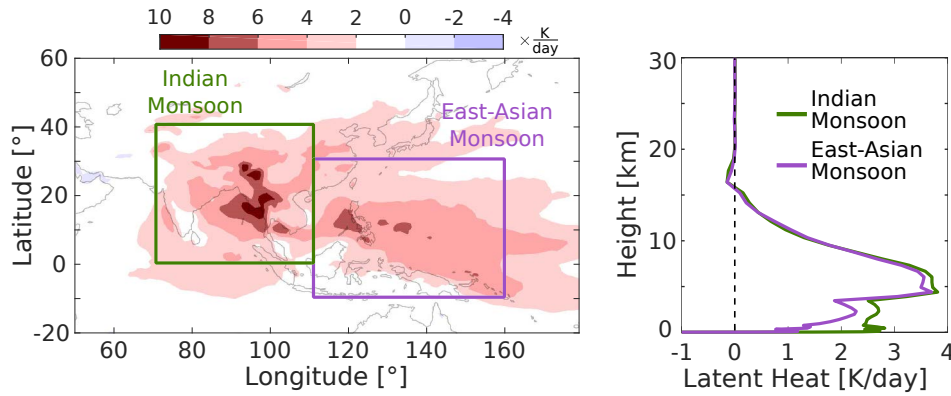 10 8 6 4 2 0 -2 -4
× K/day
60
40
20
0
-20
Latitude [°]
Indian
Monsoon
East-Asian
Monsoon
60 80 100 120 140 160
Longitude [°]
30
20
10
0
Height [km]
Indian
Monsoon
East-Asian
Monsoon
-1 0 1 2 3 4
Latent Heat [K/day]